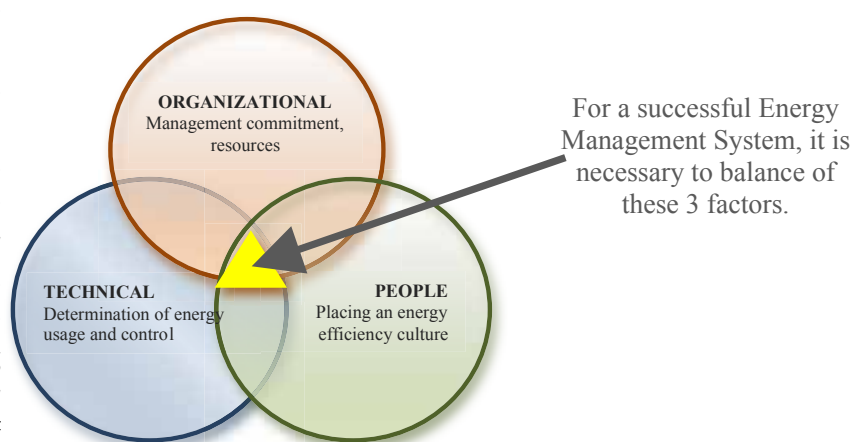 ORGANIZATIONAL
Management commitment,
resources
For a successful Energy
Management System, it is
necessary to balance of
these 3 factors.
TECHNICAL
Determination of energy
usage and control
PEOPLE
Placing an energy
efficiency culture